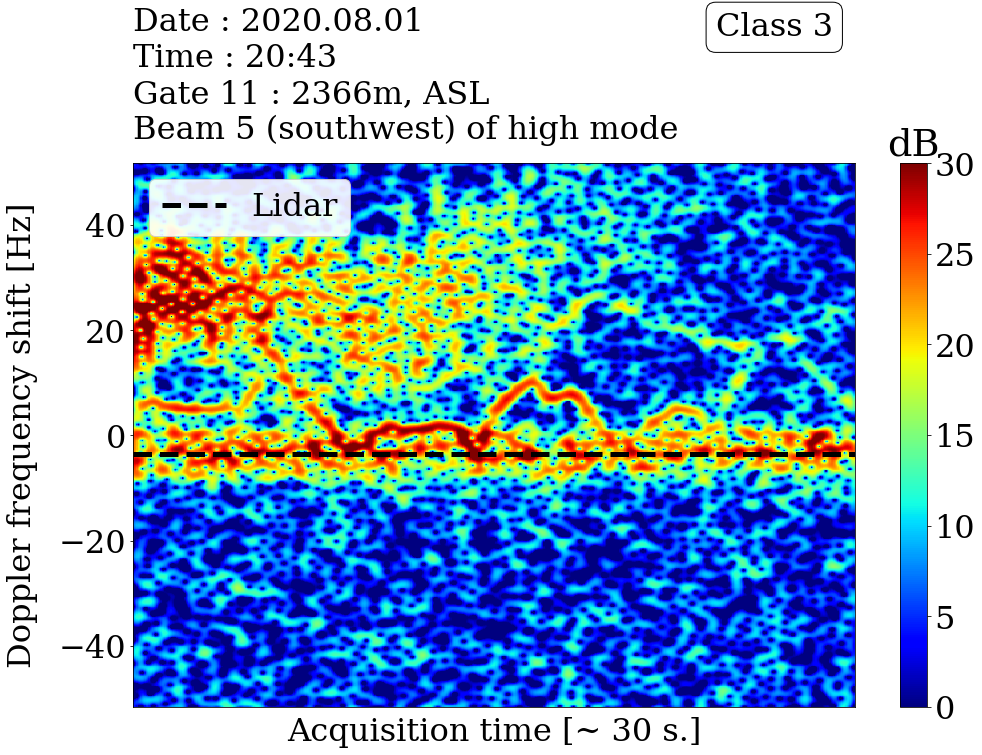 Date : 2020.08.01
Time : 20:43
Gate 11 : 2366m, ASL
Beam 5 (southwest) of high mode
Class 3
dB
Lidar
Doppler frequency shift [Hz]
40
20
0
−20
−40
30
25
20
15
10
5
0
Acquisition time [~ 30 s.]